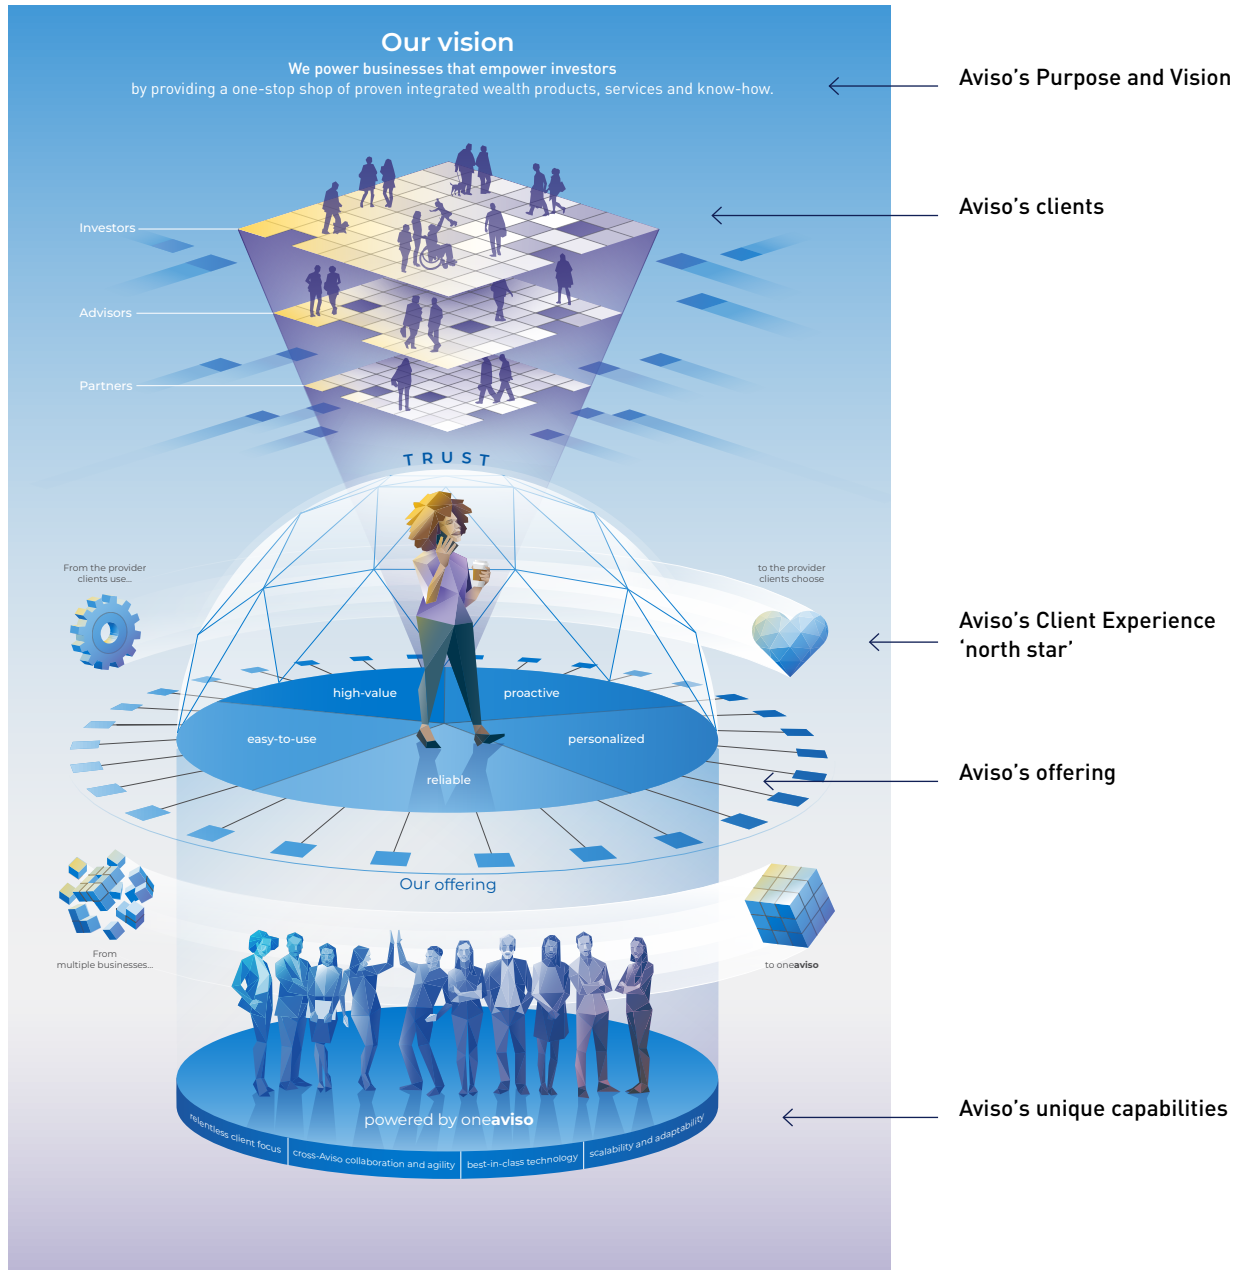 Our vision
We power businesses that empower investors
by providing a one-stop shop of proven integrated wealth products, services and know-how.
Aviso’s Purpose and Vision
Aviso’s clients
Investors
Advisors
Partners
TRUST
From the provider
clients use...
to the provider
clients choose
Aviso’s Client Experience
‘north star’
high-value
proactive
easy-to-use
personalized
reliable
Aviso’s offering
Our offering
From
multiple businesses...
to oneaviso
powered by oneaviso
Aviso’s unique capabilities
relentless client focus
cross-Aviso collaboration and agility
best-in-class technology
scalability and adaptability